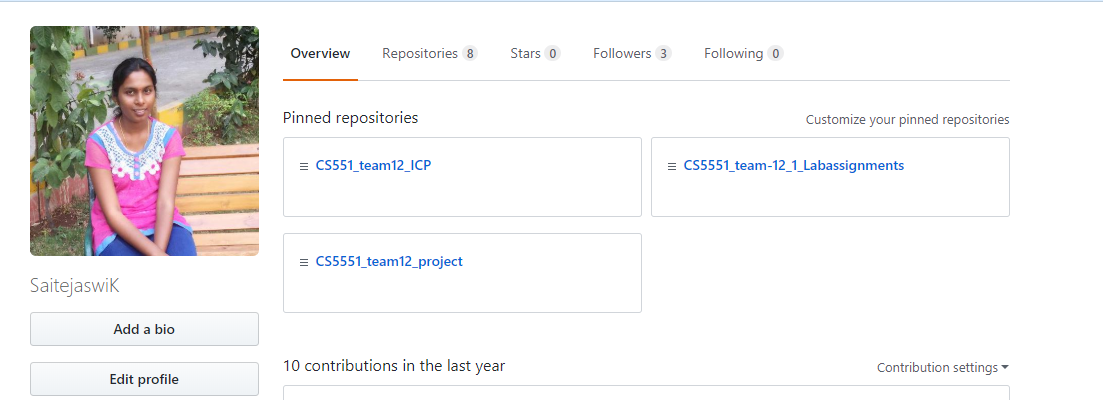 Overview Repositories 8 Stars 0 Followers 3 Following 0
Pinned repositories Customize your pinned repositories
CS551_team12_ICP CS5551_team-12_1_Labassignments
CS5551_team12_project
SaitejaswiK
Add a bio
Edit profile
10 contributions in the last year Contribution settings